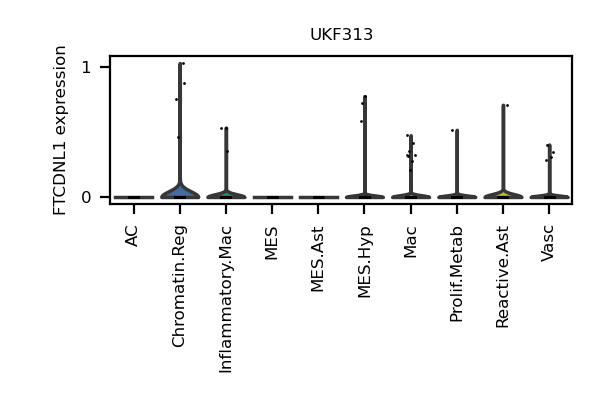 UKF313
FTCDNL1 expression
1
0
AC
Chromatin.Reg
Inflammatory.Mac
MES
MES.Ast
MES.Hyp
Mac
Prolif.Metab
Reactive.Ast
Vasc